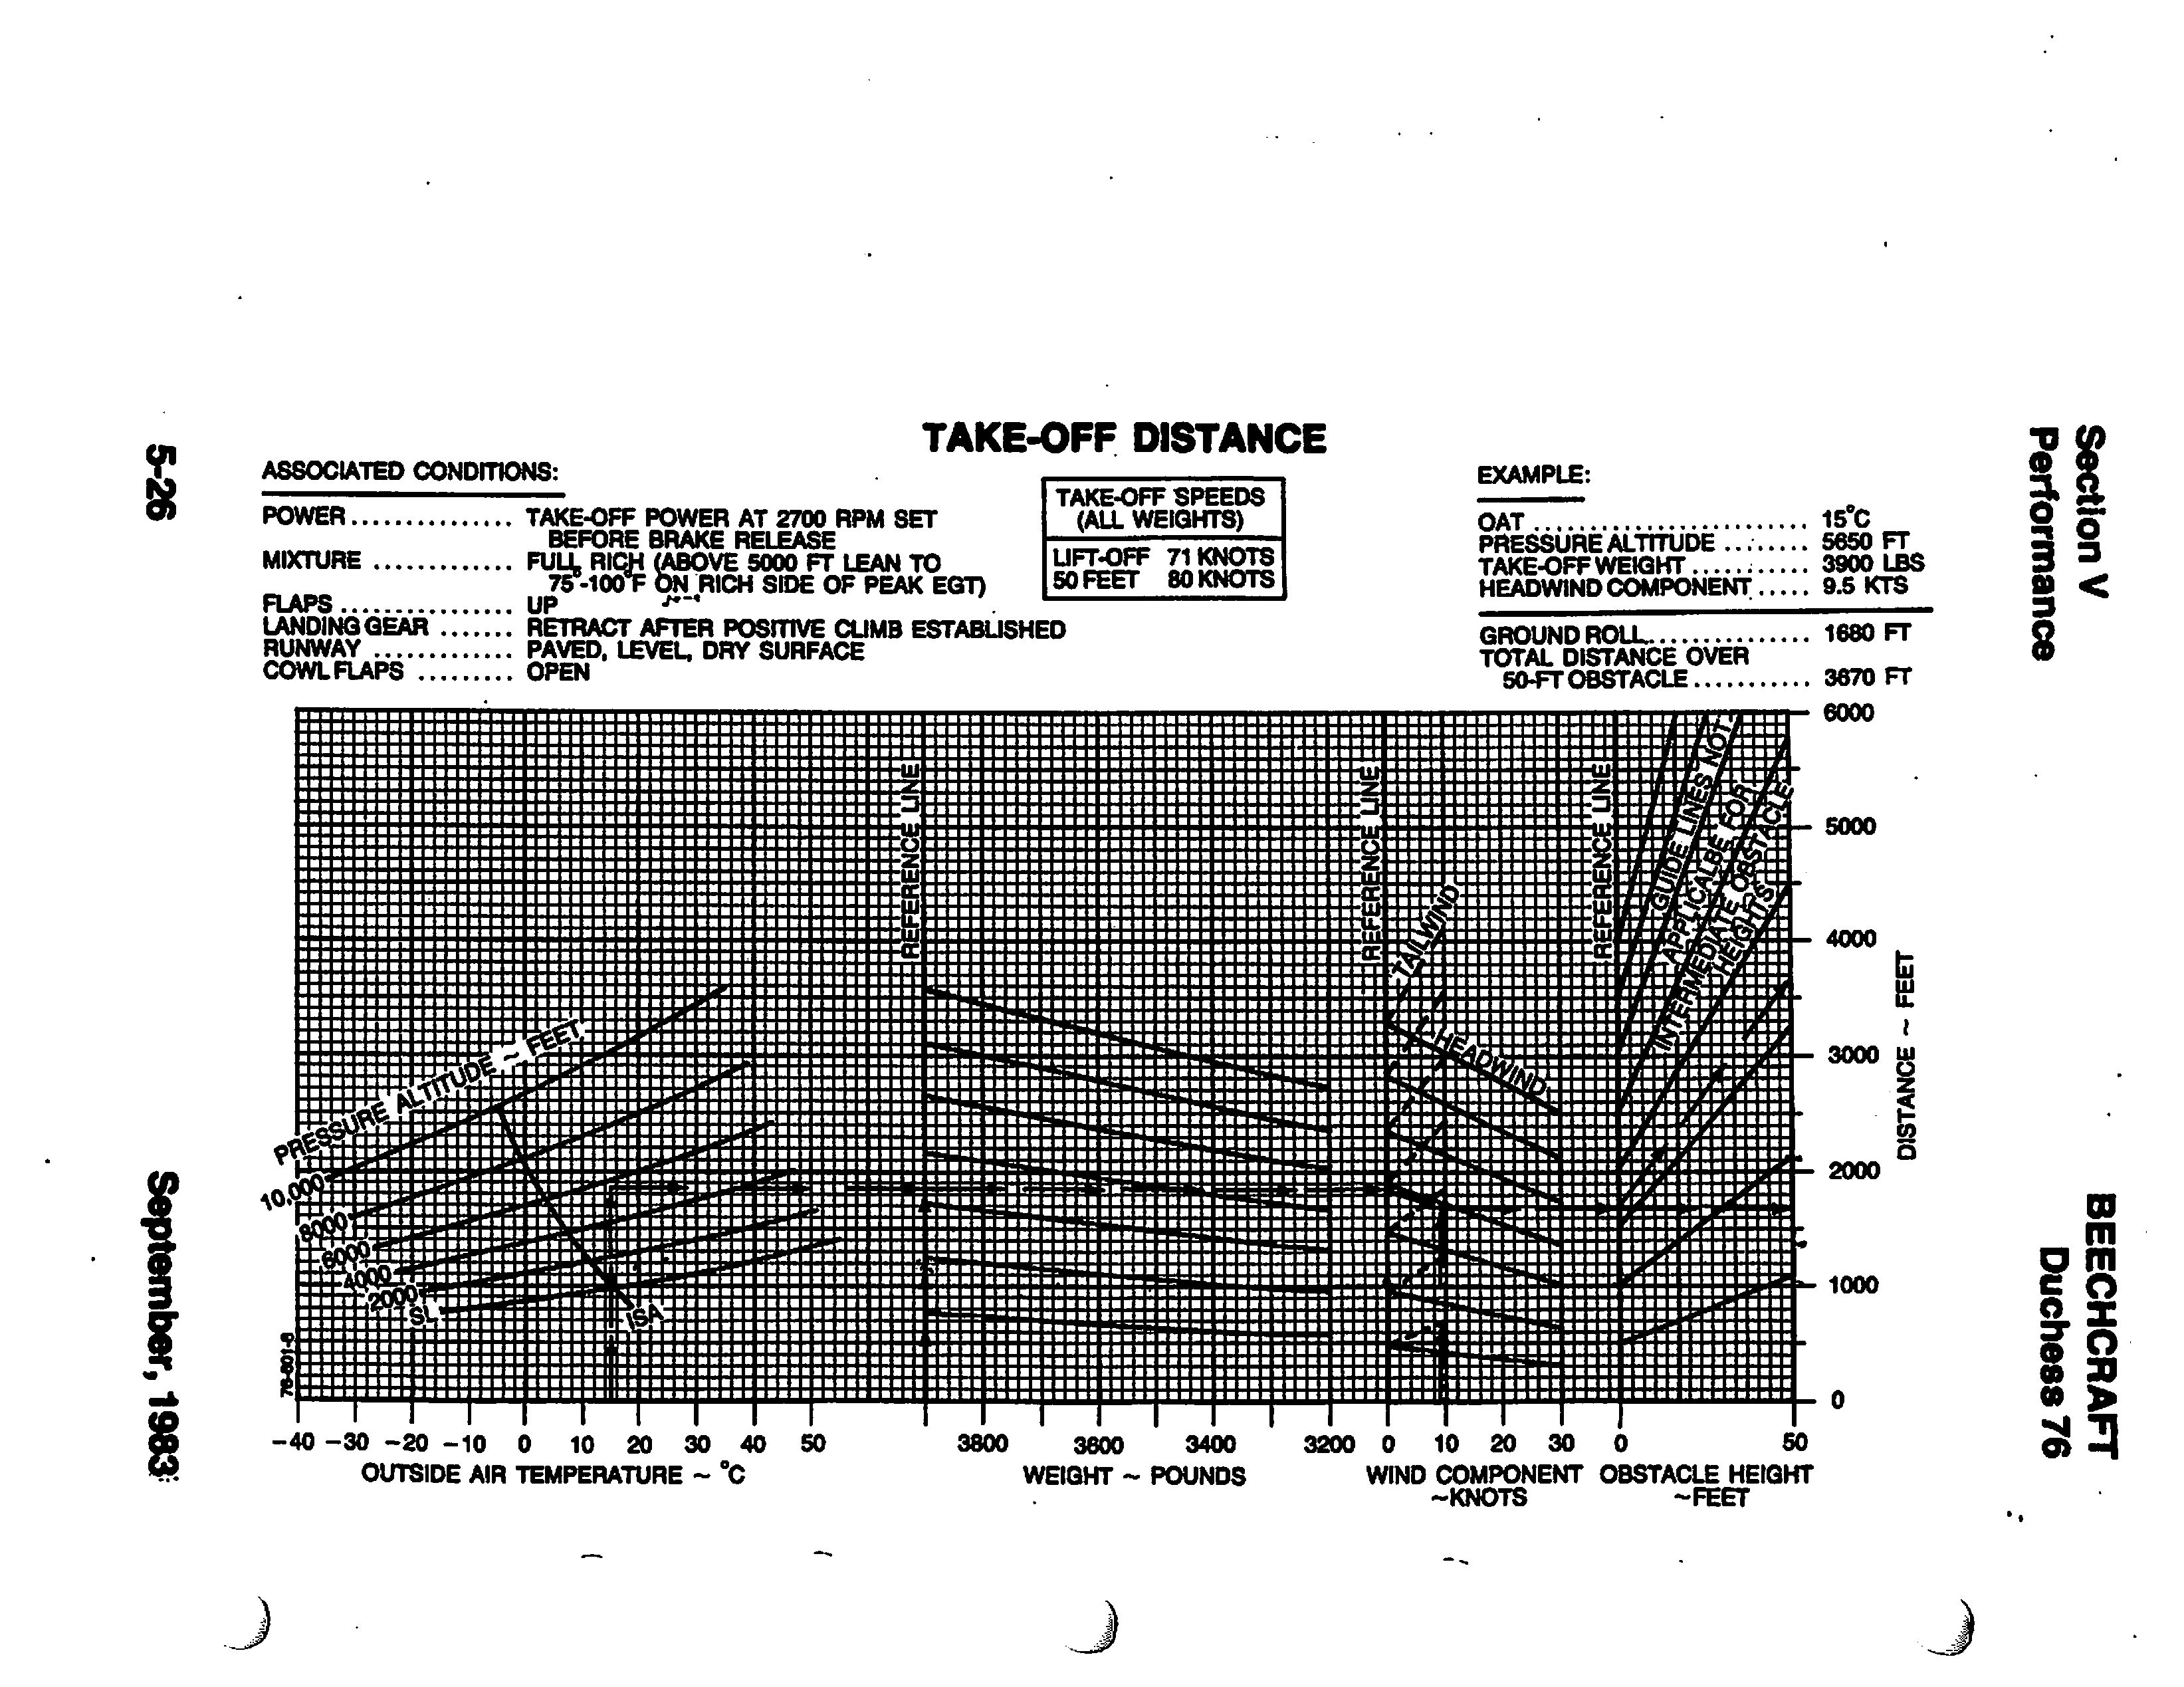 Section V
Performance
BEECHCRAFT
Duchess 76
TAKE-OFF DISTANCE
ASSOCIATED CONDITIONS:
POWER ............... TAKE-OFF POWER AT 2700 RPM SET
BEFORE BRAKE RELEASE
MIXTURE ............. FULL RICH (ABOVE 5000 FT LEAN TO
75°-100°F ON RICH SIDE OF PEAK EGT)
FLAPS ................ UP
LANDING GEAR ....... RETRACT AFTER POSITIVE CLIMB ESTABLISHED
RUNWAY ............. PAVED, LEVEL, DRY SURFACE
COWL FLAPS ......... OPEN
TAKE-OFF SPEEDS
(ALL WEIGHTS)
LIFT-OFF 71 KNOTS
50 FEET 80 KNOTS
EXAMPLE:
OAT ......................... 15°C
PRESSURE ALTITUDE ........ 5650 FT
TAKE-OFF WEIGHT ........... 3900 LBS
HEADWIND COMPONENT ..... 9.5 KTS
GROUND ROLL............... 1680 FT
TOTAL DISTANCE OVER
50-FT OBSTACLE ........... 3670 FT
PRESSURE ALTITUDE ~ FEET
10,000
8000
6000
4000
2000
SL
ISA
76-601-6
REFERENCE LINE
REFERENCE LINE
TAILWIND
HEADWIND
REFERENCE LINE
GUIDE LINES NOT
APPLICALBE FOR
INTERMEDIATE OBSTACLE
HEIGHTS
6000
5000
4000
3000
2000
1000
0
DISTANCE ~ FEET
-40 -30 -20 -10 0 10 20 30 40 50
OUTSIDE AIR TEMPERATURE ~ °C
3800 3600 3400 3200
WEIGHT ~ POUNDS
0 10 20 30
WIND COMPONENT
~KNOTS
0 50
OBSTACLE HEIGHT
~FEET
5-26
September, 1983